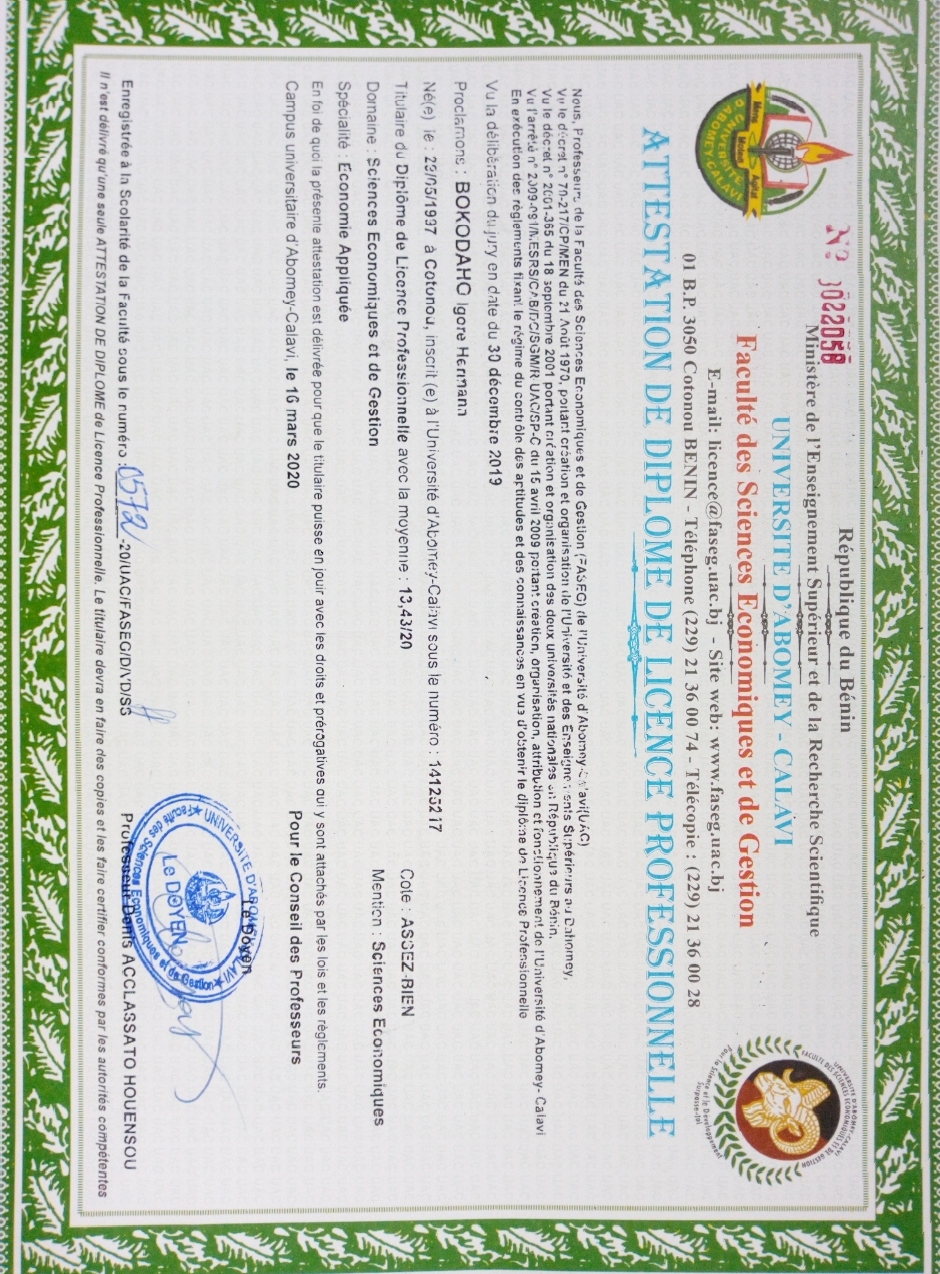 N° 3022058
République du Bénin
Ministère de l'Enseignement Supérieur et de la Recherche Scientifique
UNIVERSITE D'ABOMEY - CALAVI
Faculté des Sciences Economiques et de Gestion
E-mail: licence@faseg.uac.bj - Site web: www.faseg.uac.bj
01 B.P. 3050 Cotonou BENIN - Téléphone (229) 21 36 00 74 - Télécopie : (229) 21 36 00 28
Mens Agitat
Molem
UNIVERSITE
D'ABOMEY-CALAVI
UNIVERSITE D'ABOMEY-CALAVI
FACULTE DES SCIENCES ECONOMIQUES ET DE GESTION
Pour la Science et le Développement
Surpasse-toi
ATTESTATION DE DIPLOME DE LICENCE PROFESSIONNELLE
Nous, Professeurs de la Faculté des Sciences Economiques et de Gestion (FASEG) de l'Université d'Abomey-Calavi(UAC)
Vu le décret n° 70-217/CP/MEN du 21 Août 1970, portant création et organisation de l'Université et des Enseignements Supérieurs au Dahomey,
Vu le décret n° 2001-365 du 18 septembre 2001 portant création et organisation des deux universités nationales en République du Bénin,
Vu l'arrêté n° 2009-091/MESRS/CAB/DC/SGM/R-UAC/SP-C du 15 avril 2009 portant création, organisation, attribution et fonctionnement de l'Université d'Abomey- Calavi
En exécution des règlements fixant le régime du contrôle des aptitudes et des connaissances en vue d'obtenir le diplôme de Licence Professionnelle
Vu la délibération du jury en date du 30 décembre 2019
Proclamons : BOKODAHO Igore Hermann
Né(e) le : 23/05/1997 à Cotonou, inscrit (e) à l'Université d'Abomey-Calavi sous le numéro : 14125217
Titulaire du Diplôme de Licence Professionnelle avec la moyenne : 13,43/20 Cote : ASSEZ-BIEN
Domaine : Sciences Economiques et de Gestion Mention : Sciences Economiques
Spécialité : Economie Appliquée
En foi de quoi la présente attestation est délivrée pour que le titulaire puisse en jouir avec les droits et prérogatives qui y sont attachés par les lois et les règlements.
Campus universitaire d'Abomey-Calavi, le 16 mars 2020 Pour le Conseil des Professeurs
Le Doyen
UNIVERSITE D'ABOMEY-CALAVI
Le DOYEN
Faculté des Sciences Economiques et de Gestion
Enregistrée à la Scolarité de la Faculté sous le numéro : 0572 -20/UAC/FASEG/D/VD/SS Professeur Denis ACCLASSATO HOUENSOU
Il n'est délivré qu'une seule ATTESTATION DE DIPLOME de Licence Professionnelle. Le titulaire devra en faire des copies et les faire certifier conformes par les autorités compétentes